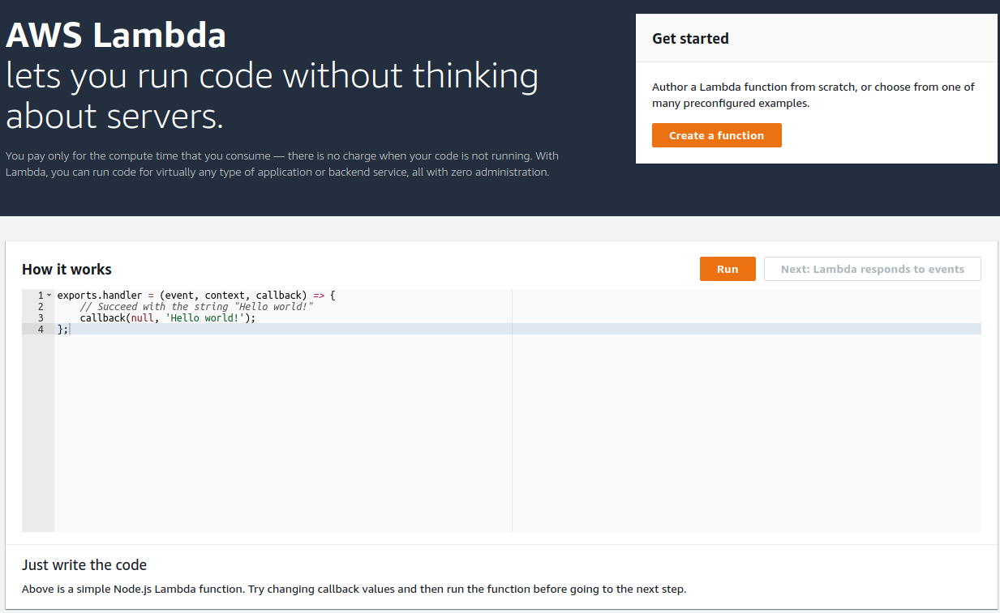 AWS Lambda
lets you run code without thinking
about servers.
You pay only for the compute time that you consume — there is no charge when your code is not running. With
Lambda, you can run code for virtually any type of application or backend service, all with zero administration.
Get started
Author a Lambda function from scratch, or choose from one of
many preconfigured examples.
Create a function
How it works
Run
Next: Lambda responds to events
1 exports.handler = (event, context, callback) => {
2     // Succeed with the string "Hello world!"
3     callback(null, 'Hello world!');
4 };
Just write the code
Above is a simple Node.js Lambda function. Try changing callback values and then run the function before going to the next step.